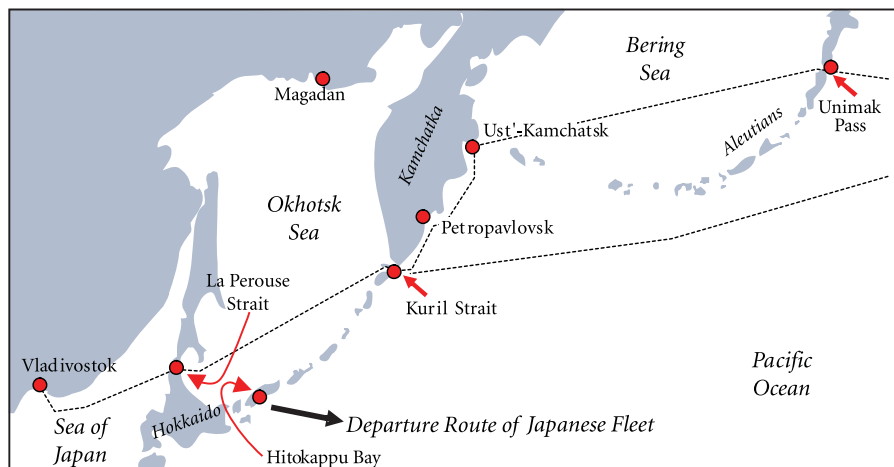 Bering
Sea
Magadan
Unimak
Pass
Ust'-Kamchatsk
Kamchatka
Aleutians
Okhotsk
Sea
Petropavlovsk
La Perouse
Strait
Kuril Strait
Vladivostok
Pacific
Ocean
Hokkaido
Sea of
Japan
Departure Route of Japanese Fleet
Hitokappu Bay